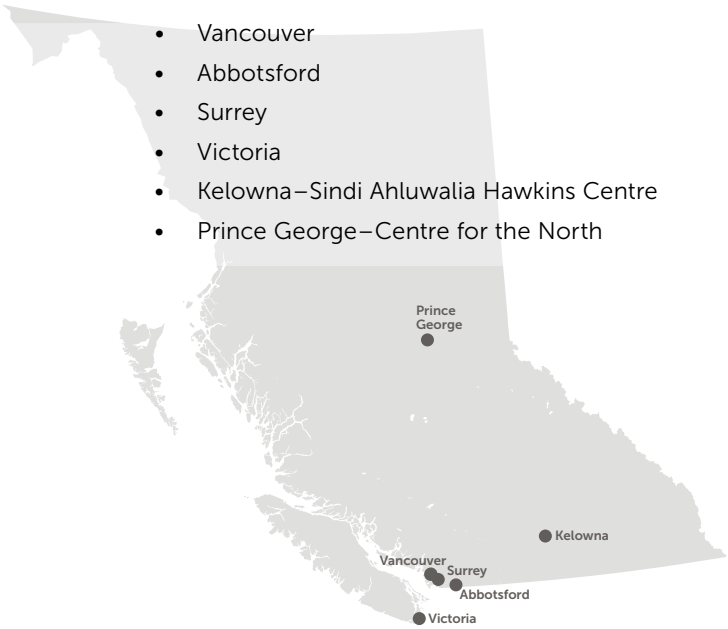 • Vancouver
• Abbotsford
• Surrey
• Victoria
• Kelowna–Sindi Ahluwalia Hawkins Centre
• Prince George–Centre for the North
Prince
George
Kelowna
Vancouver
Surrey
Abbotsford
Victoria